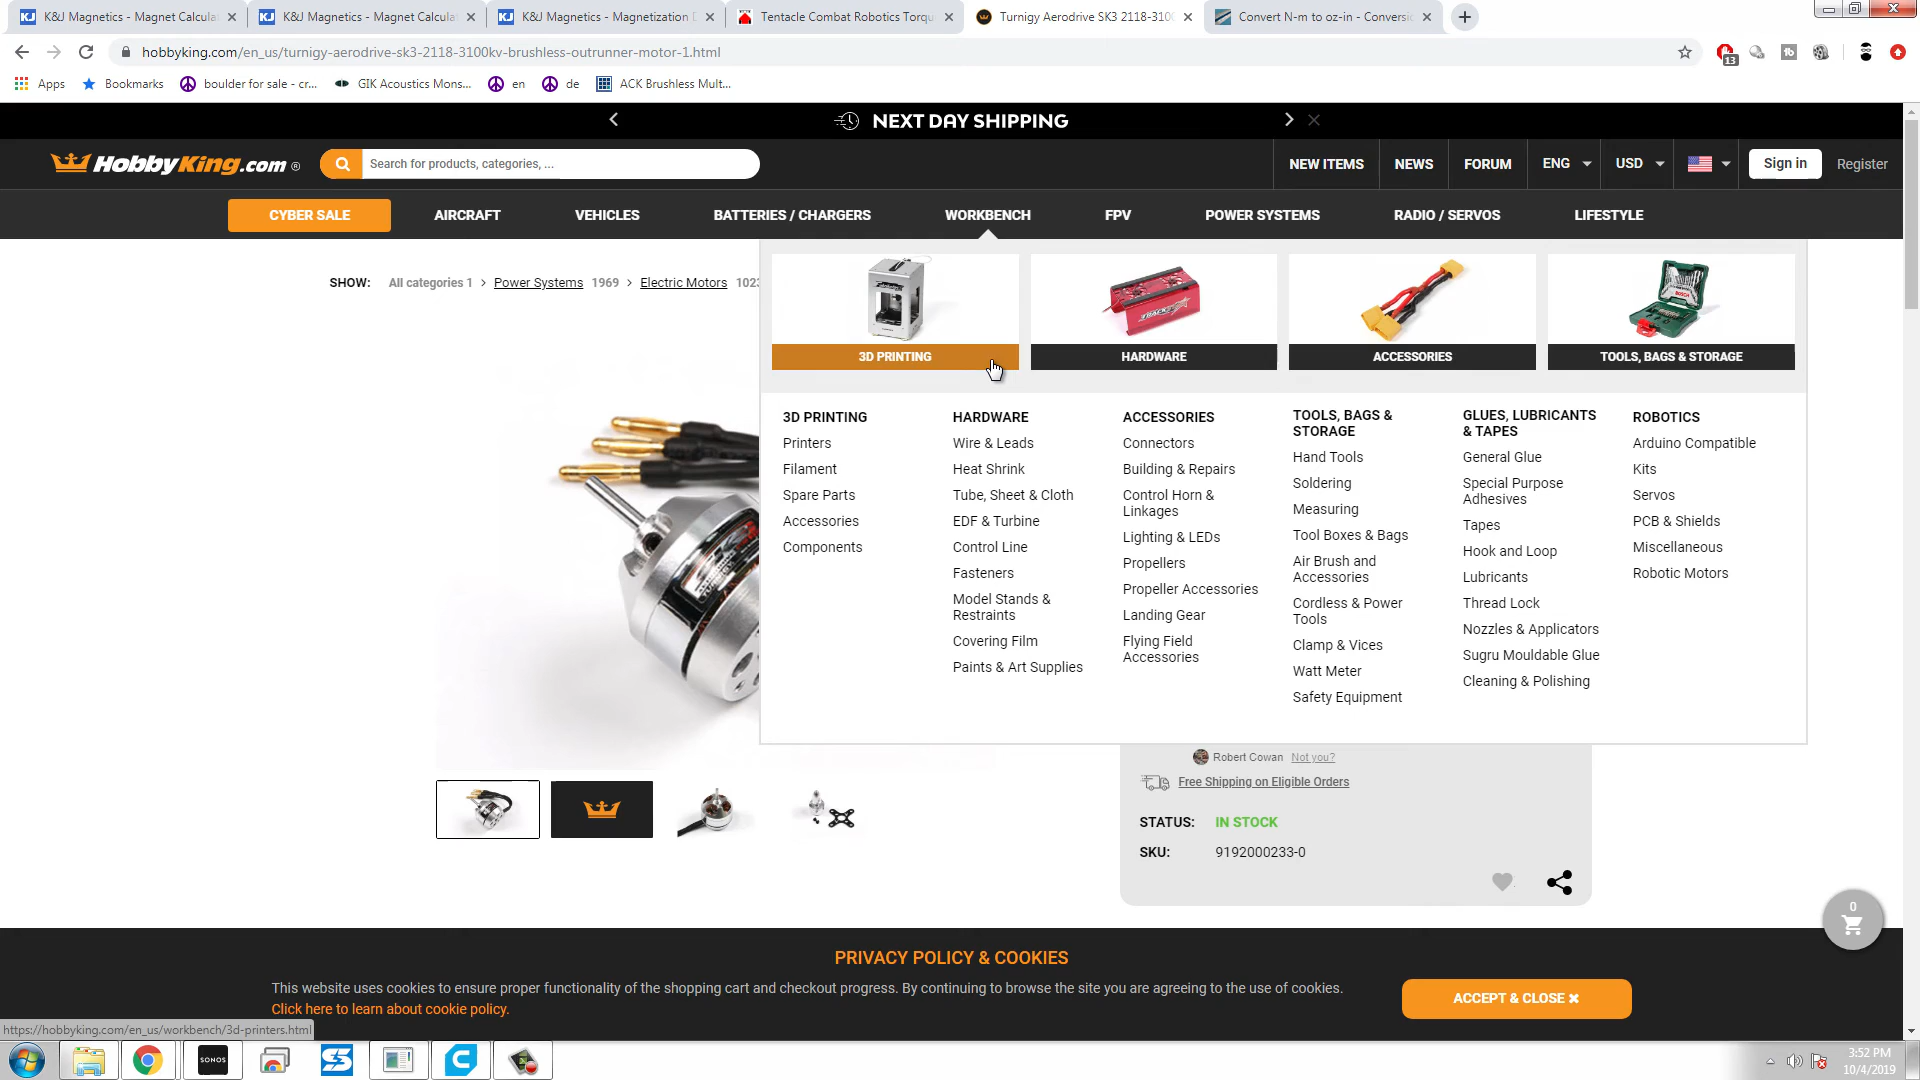 K&J Magnetics - Magnet Calcula
K&J Magnetics - Magnet Calcula
K&J Magnetics - Magnetization D
Tentacle Combat Robotics Torqu
Turnigy Aerodrive SK3 2118-3100
Convert N-m to oz-in - Conversio
hobbyking.com/en_us/turnigy-aerodrive-sk3-2118-3100kv-brushless-outrunner-motor-1.html
13
Apps
Bookmarks
boulder for sale - cr...
GIK Acoustics Mons...
en
de
ACK Brushless Mult...
NEXT DAY SHIPPING
HobbyKing.com ®
Search for products, categories, ...
NEW ITEMS
NEWS
FORUM
ENG
USD
Sign in
Register
CYBER SALE
AIRCRAFT
VEHICLES
BATTERIES / CHARGERS
WORKBENCH
FPV
POWER SYSTEMS
RADIO / SERVOS
LIFESTYLE
SHOW: All categories 1 > Power Systems 1969 > Electric Motors 1023
3D PRINTING
HARDWARE
ACCESSORIES
TOOLS, BAGS & STORAGE
3D PRINTING
Printers
Filament
Spare Parts
Accessories
Components
HARDWARE
Wire & Leads
Heat Shrink
Tube, Sheet & Cloth
EDF & Turbine
Control Line
Fasteners
Model Stands &
Restraints
Covering Film
Paints & Art Supplies
ACCESSORIES
Connectors
Building & Repairs
Control Horn &
Linkages
Lighting & LEDs
Propellers
Propeller Accessories
Landing Gear
Flying Field
Accessories
TOOLS, BAGS &
STORAGE
Hand Tools
Soldering
Measuring
Tool Boxes & Bags
Air Brush and
Accessories
Cordless & Power
Tools
Clamp & Vices
Watt Meter
Safety Equipment
GLUES, LUBRICANTS
& TAPES
General Glue
Special Purpose
Adhesives
Tapes
Hook and Loop
Lubricants
Thread Lock
Nozzles & Applicators
Sugru Mouldable Glue
Cleaning & Polishing
ROBOTICS
Arduino Compatible
Kits
Servos
PCB & Shields
Miscellaneous
Robotic Motors
Robert Cowan Not you?
Free Shipping on Eligible Orders
STATUS: IN STOCK
SKU: 9192000233-0
0
PRIVACY POLICY & COOKIES
This website uses cookies to ensure proper functionality of the shopping cart and checkout progress. By continuing to browse the site you are agreeing to the use of cookies.
Click here to learn about cookie policy.
ACCEPT & CLOSE ✖
https://hobbyking.com/en_us/workbench/3d-printers.html
SONOS
3:52 PM
10/4/2019